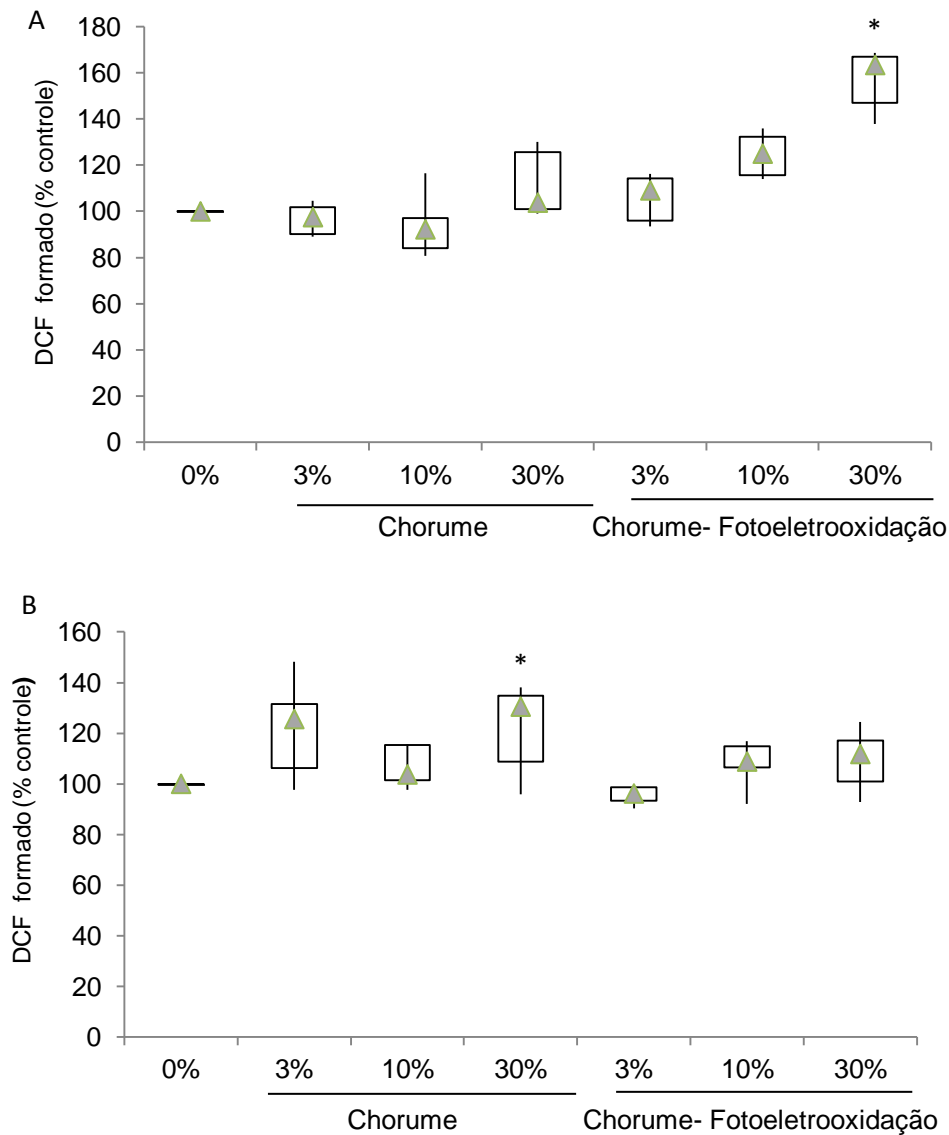 A
DCF formado (% controle)
180
160
140
120
100
80
60
40
20
0
*
0% 3% 10% 30% 3% 10% 30%
Chorume Chorume- Fotoeletrooxidação
B
DCF formado (% controle)
160
140
120
100
80
60
40
20
0
*
0% 3% 10% 30% 3% 10% 30%
Chorume Chorume- Fotoeletrooxidação